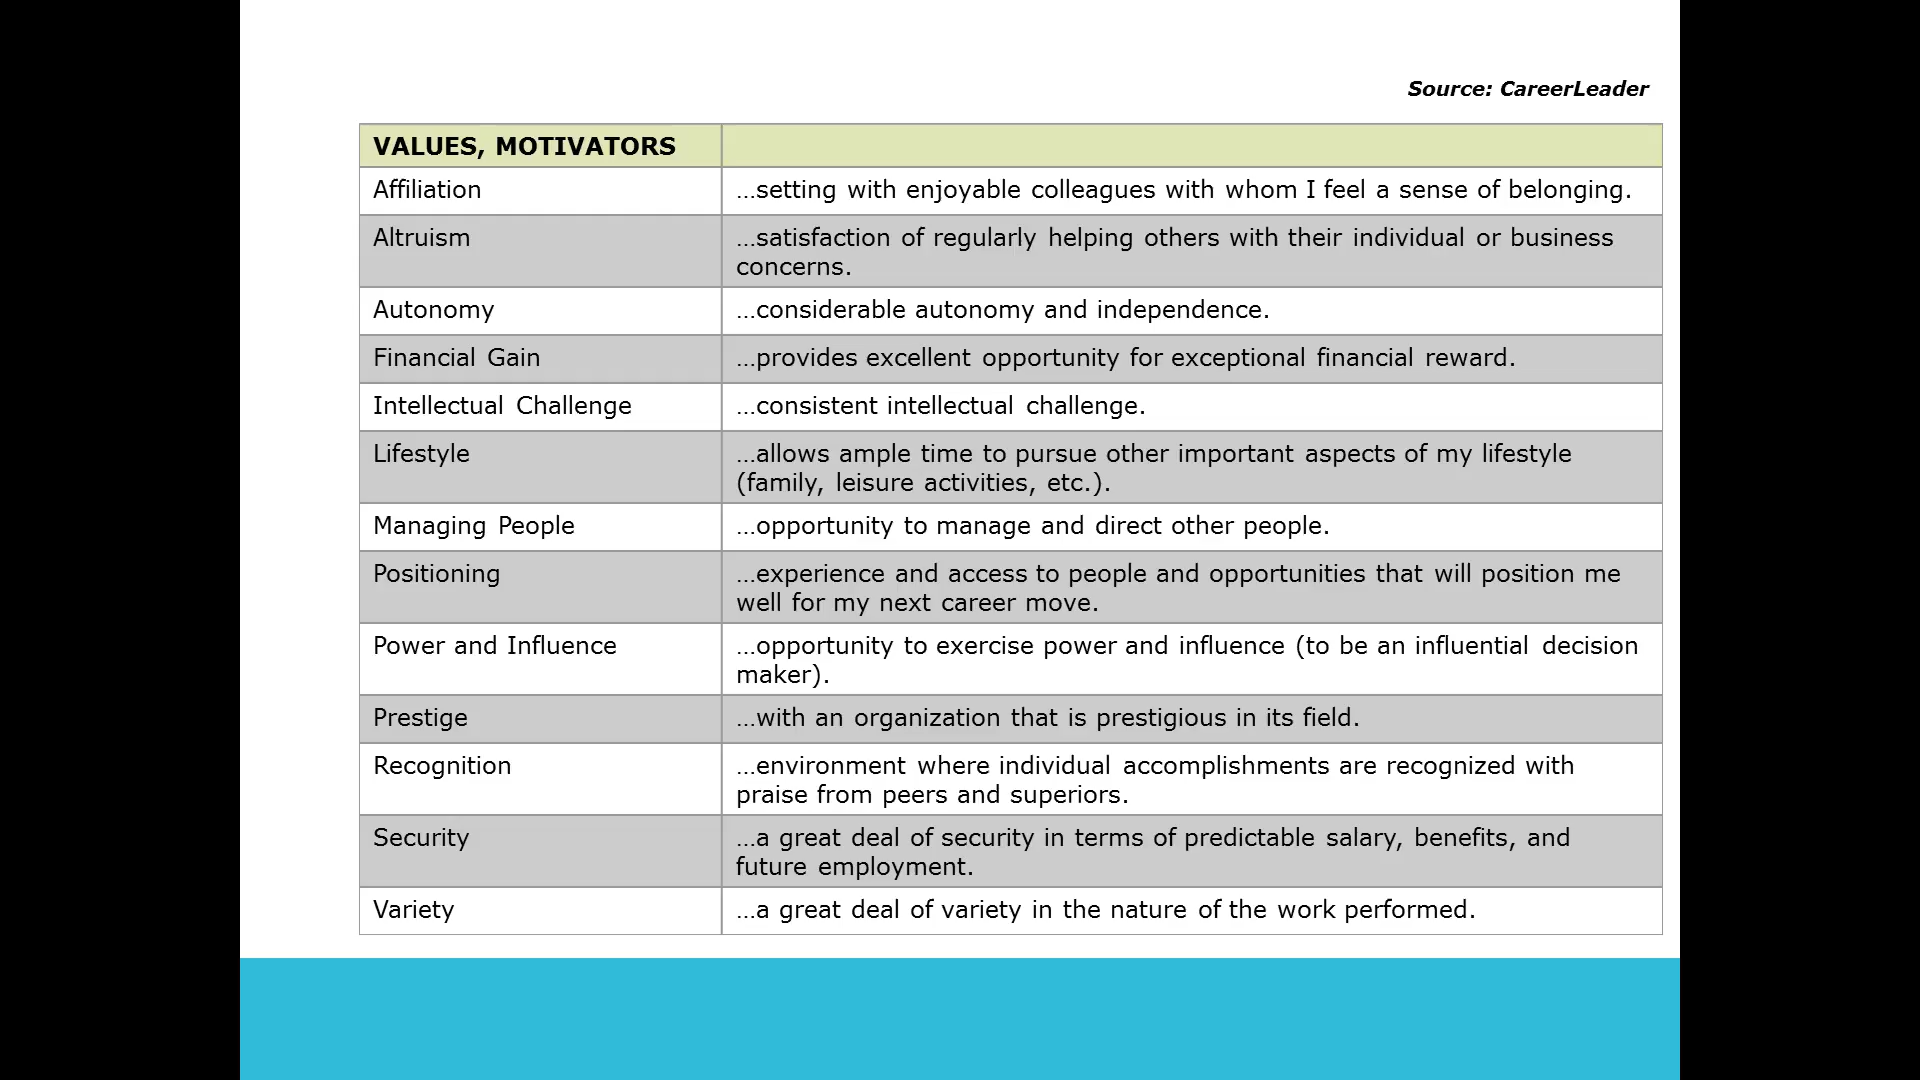 Source: CareerLeader
VALUES, MOTIVATORS
Affiliation
...setting with enjoyable colleagues with whom I feel a sense of belonging.
Altruism
...satisfaction of regularly helping others with their individual or business
concerns.
Autonomy
...considerable autonomy and independence.
Financial Gain
...provides excellent opportunity for exceptional financial reward.
Intellectual Challenge
...consistent intellectual challenge.
Lifestyle
...allows ample time to pursue other important aspects of my lifestyle
(family, leisure activities, etc.).
Managing People
...opportunity to manage and direct other people.
Positioning
...experience and access to people and opportunities that will position me
well for my next career move.
Power and Influence
...opportunity to exercise power and influence (to be an influential decision
maker).
Prestige
...with an organization that is prestigious in its field.
Recognition
...environment where individual accomplishments are recognized with
praise from peers and superiors.
Security
...a great deal of security in terms of predictable salary, benefits, and
future employment.
Variety
...a great deal of variety in the nature of the work performed.